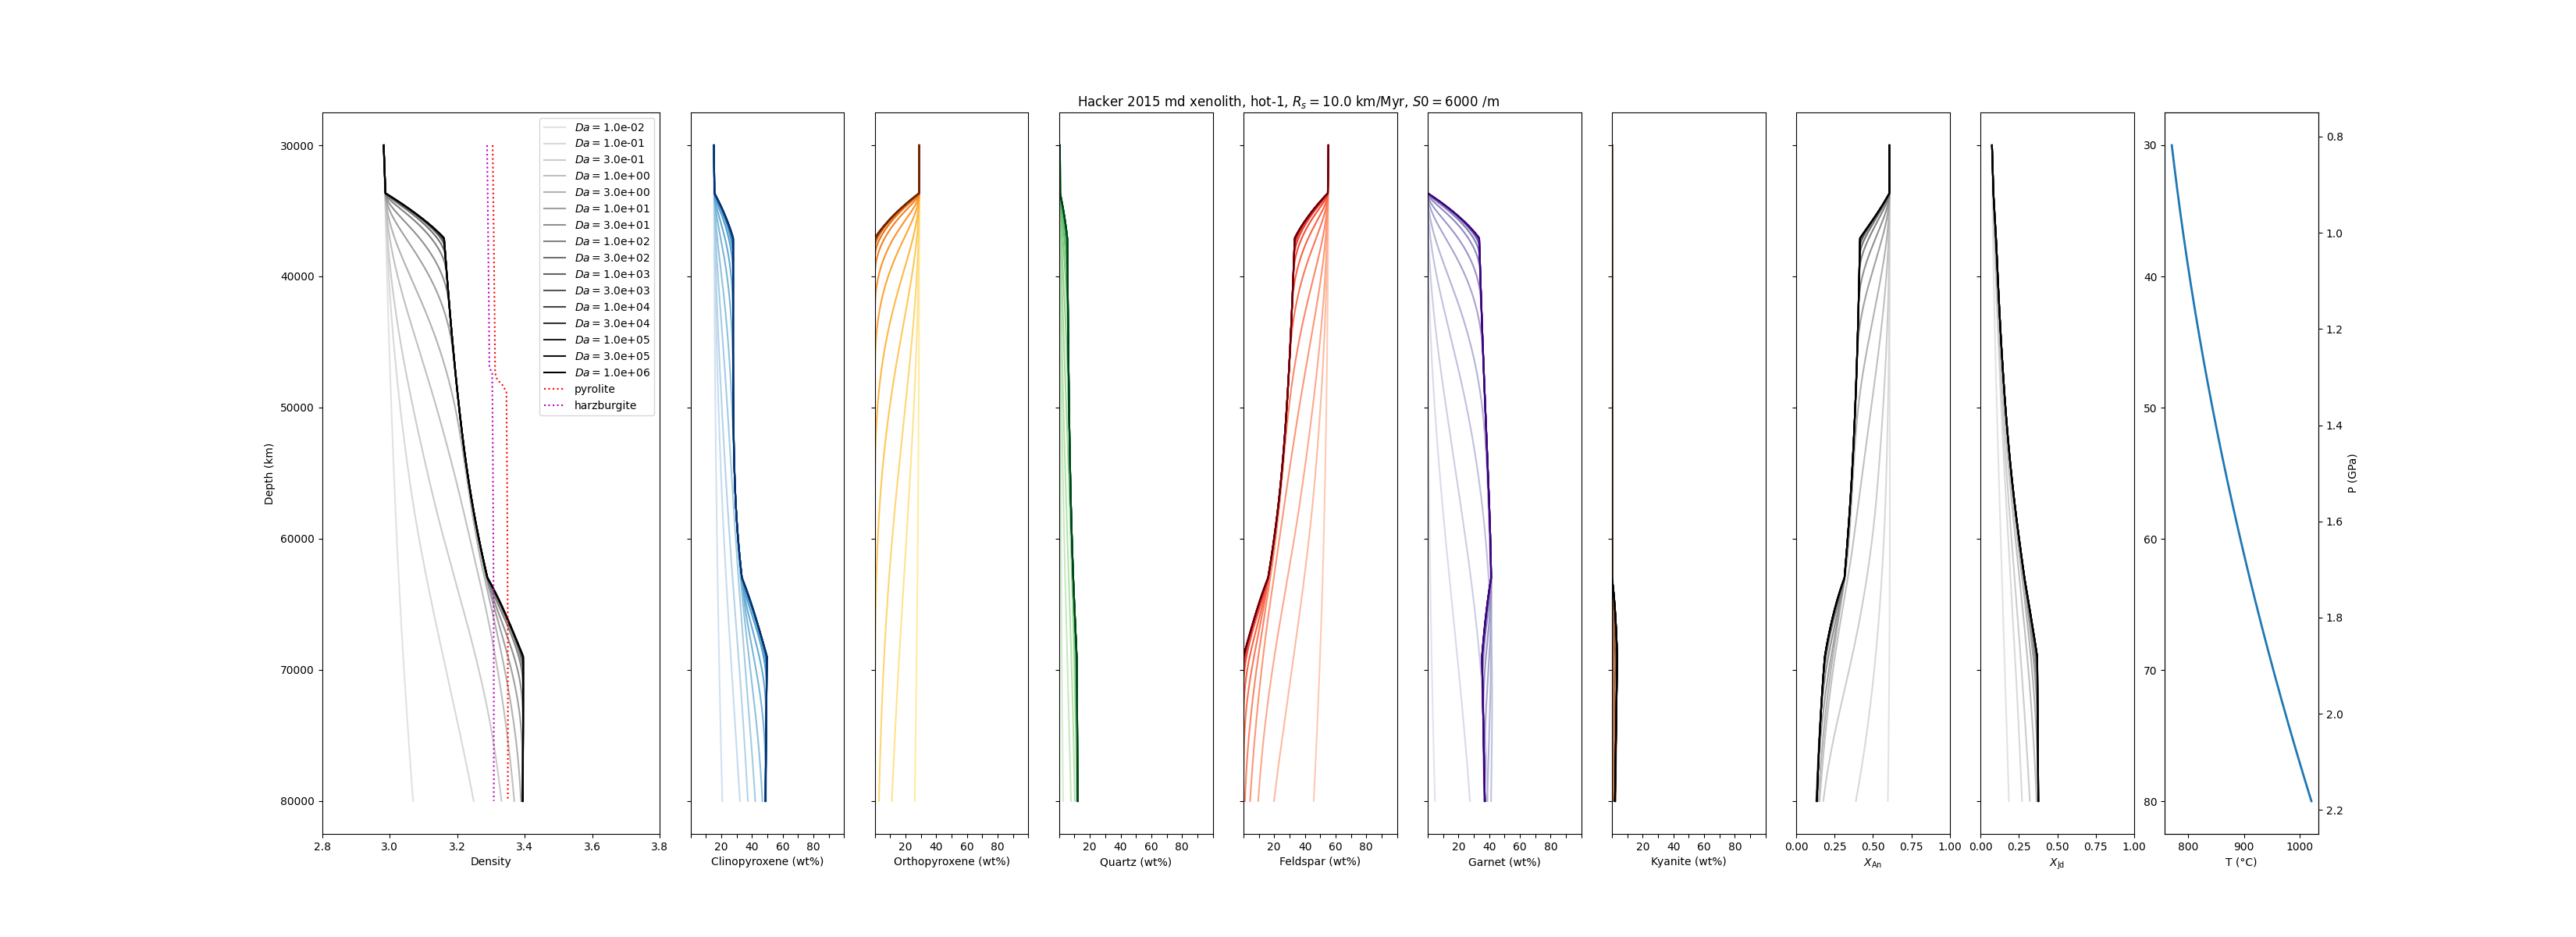 Hacker 2015 md xenolith, hot-1, Rs = 10.0 km/Myr, S0 = 6000 /m
Da = 1.0e-02
Da = 1.0e-01
Da = 3.0e-01
Da = 1.0e+00
Da = 3.0e+00
Da = 1.0e+01
Da = 3.0e+01
Da = 1.0e+02
Da = 3.0e+02
Da = 1.0e+03
Da = 3.0e+03
Da = 1.0e+04
Da = 3.0e+04
Da = 1.0e+05
Da = 3.0e+05
Da = 1.0e+06
pyrolite
harzburgite
Depth (km)
30000
40000
50000
60000
70000
80000
2.8 3.0 3.2 3.4 3.6 3.8
Density
20 40 60 80
Clinopyroxene (wt%)
20 40 60 80
Orthopyroxene (wt%)
20 40 60 80
Quartz (wt%)
20 40 60 80
Feldspar (wt%)
20 40 60 80
Garnet (wt%)
20 40 60 80
Kyanite (wt%)
0.00 0.25 0.50 0.75 1.00
XAn
0.00 0.25 0.50 0.75 1.00
XJd
30
40
50
60
70
80
800 900 1000
T (°C)
0.8
1.0
1.2
1.4
1.6
1.8
2.0
2.2
P (GPa)